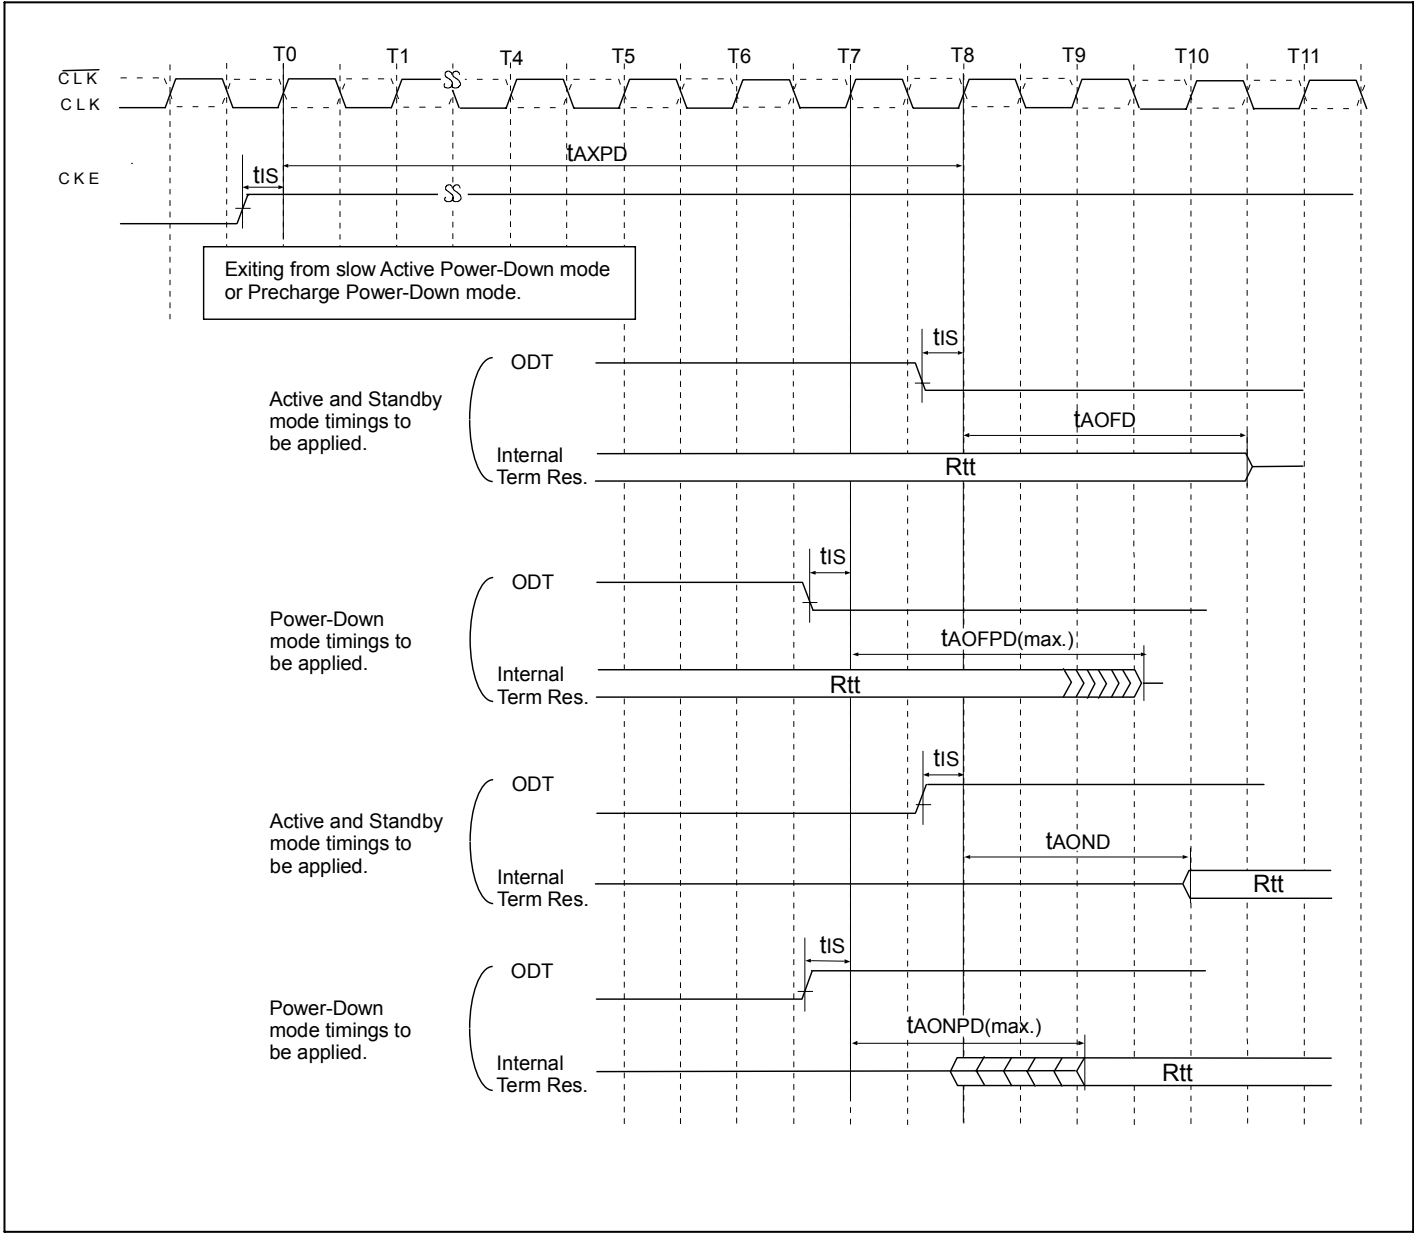 T0 T1 T4 T5 T6 T7 T8 T9 T10 T11
CLK
CLK
tAXPD
CKE
tIS
Exiting from slow Active Power-Down mode
or Precharge Power-Down mode.
tIS
ODT
Active and Standby
mode timings to
be applied.
tAOFD
Internal
Term Res.
Rtt
tIS
ODT
Power-Down
mode timings to
be applied.
tAOFPD(max.)
Internal
Term Res.
Rtt
tIS
ODT
Active and Standby
mode timings to
be applied.
tAOND
Internal
Term Res.
Rtt
tIS
ODT
Power-Down
mode timings to
be applied.
tAONPD(max.)
Internal
Term Res.
Rtt